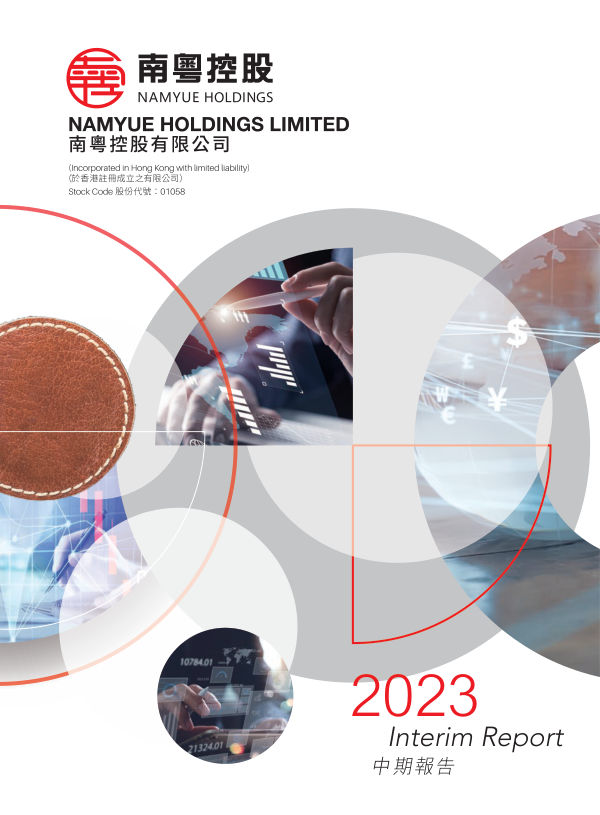 南粵控股
NAMYUE HOLDINGS
NAMYUE HOLDINGS LIMITED
南粵控股有限公司
(Incorporated in Hong Kong with limited liability)
(於香港註冊成立之有限公司)
Stock Code 股份代號：01058
$
£
₩
¥
€
10784.01
21324.01
2023
Interim Report
中期報告